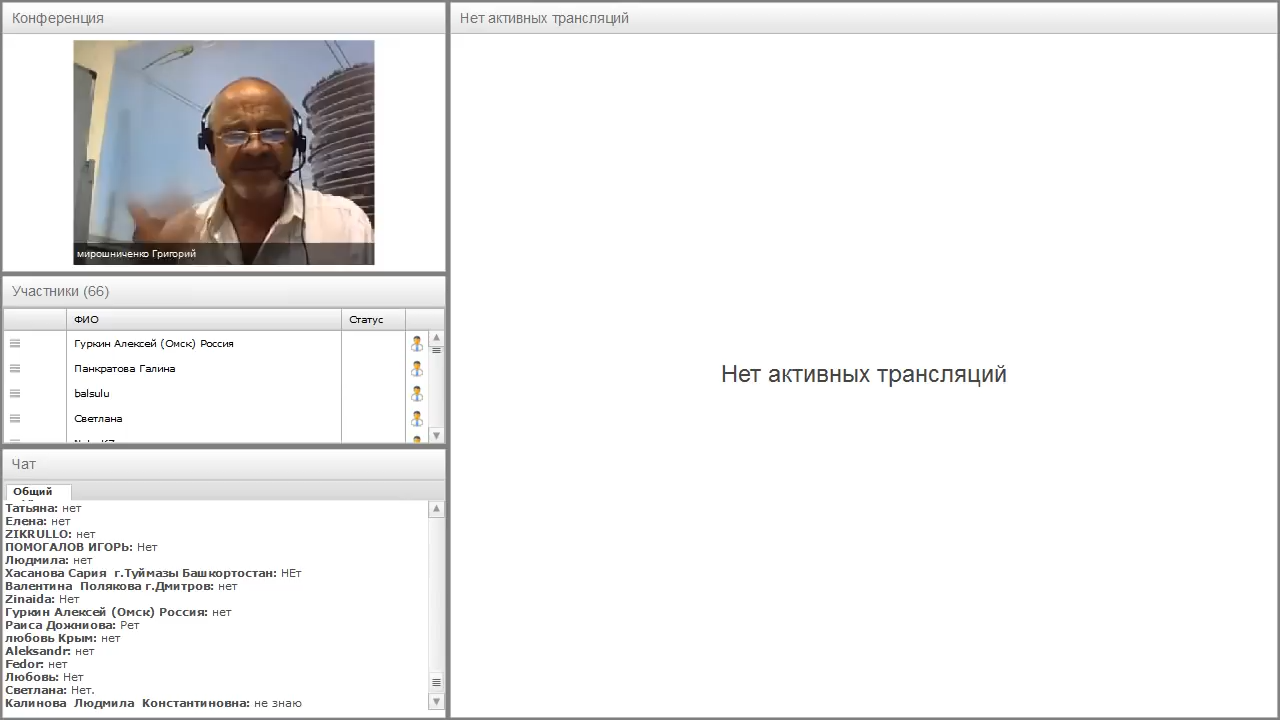 Конференция
мирошниченко Григорий
Участники (66)
ФИО Статус
Гуркин Алексей (Омск) Россия
Панкратова Галина
balsulu
Светлана
Чат
Общий
Татьяна: нет
Елена: нет
ZIKRULLO: нет
ПОМОГАЛОВ ИГОРЬ: Нет
Людмила: нет
Хасанова Сария г.Туймазы Башкортостан: НЕт
Валентина Полякова г.Дмитров: нет
Zinaida: Нет
Гуркин Алексей (Омск) Россия: нет
Раиса Дожниова: Рет
любовь Крым: нет
Aleksandr: нет
Fedor: нет
Любовь: Нет
Светлана: Нет.
Калинова Людмила Константиновна: не знаю
Нет активных трансляций
Нет активных трансляций